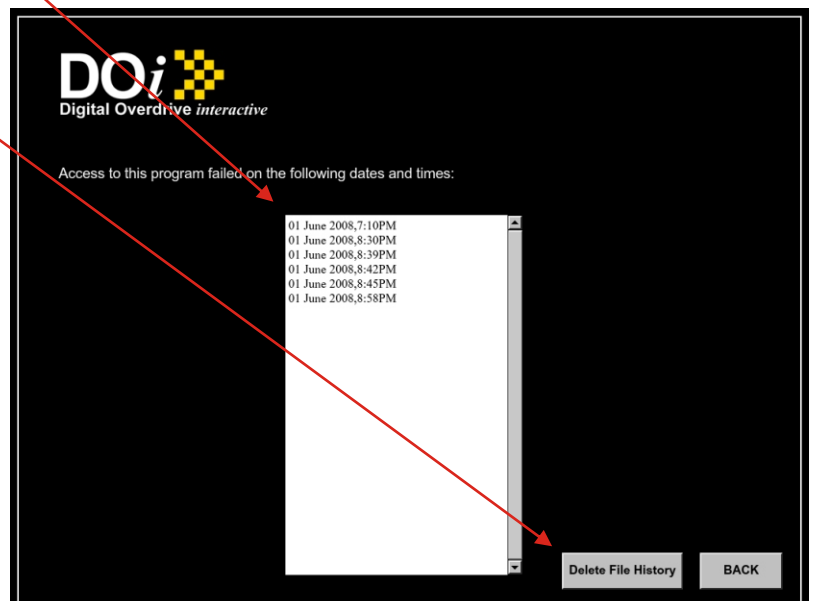 DOi
Digital Overdrive interactive
Access to this program failed on the following dates and times:
01 June 2008,7:10PM
01 June 2008,8:30PM
01 June 2008,8:39PM
01 June 2008,8:42PM
01 June 2008,8:45PM
01 June 2008,8:58PM
Delete File History BACK